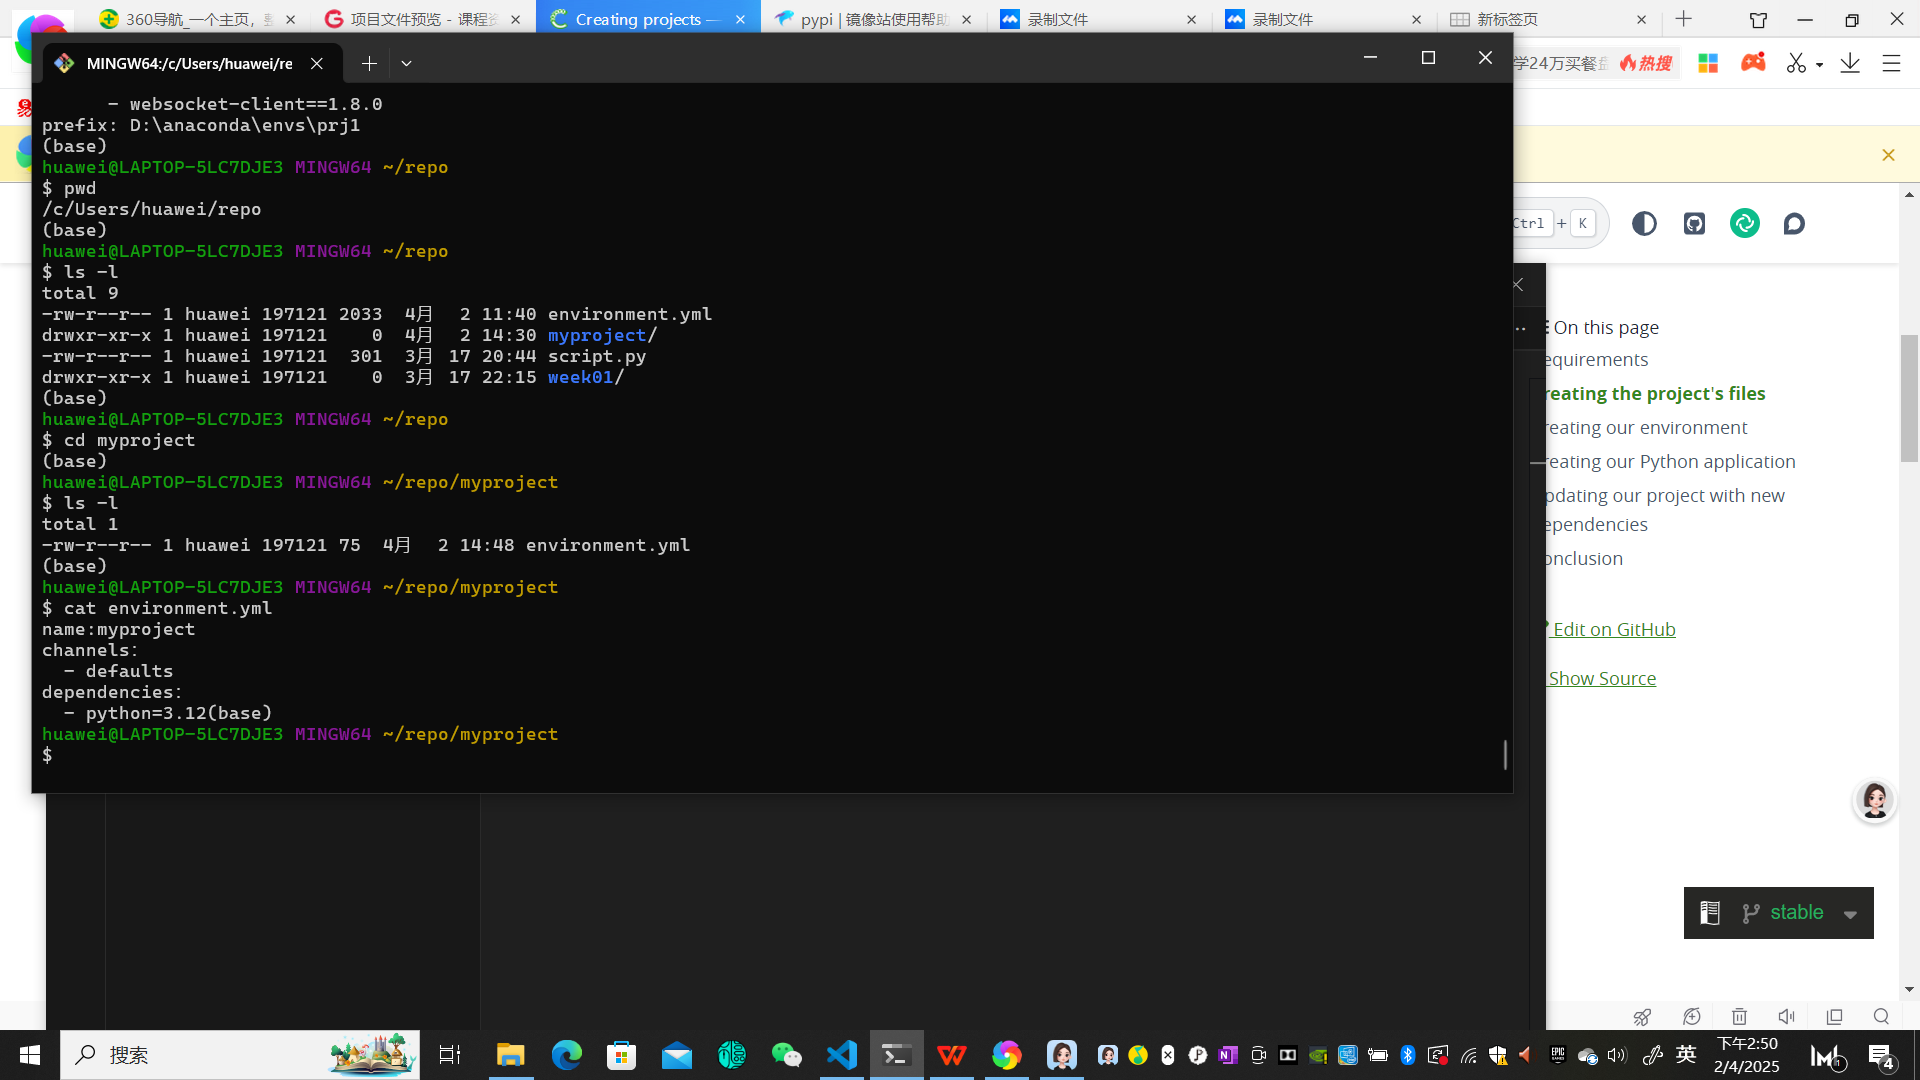 360导航_一个主页，整
项目文件预览 - 课程资
Creating projects —
pypi | 镜像站使用帮助
录制文件
录制文件
新标签页
MINGW64:/c/Users/huawei/re
学24万买餐盘
热搜
      - websocket-client==1.8.0
prefix: D:\anaconda\envs\prj1
(base)
huawei@LAPTOP-5LC7DJE3 MINGW64 ~/repo
$ pwd
/c/Users/huawei/repo
(base)
huawei@LAPTOP-5LC7DJE3 MINGW64 ~/repo
$ ls -l
total 9
-rw-r--r-- 1 huawei 197121 2033  4月   2 11:40 environment.yml
drwxr-xr-x 1 huawei 197121    0  4月   2 14:30 myproject/
-rw-r--r-- 1 huawei 197121  301  3月  17 20:44 script.py
drwxr-xr-x 1 huawei 197121    0  3月  17 22:15 week01/
(base)
huawei@LAPTOP-5LC7DJE3 MINGW64 ~/repo
$ cd myproject
(base)
huawei@LAPTOP-5LC7DJE3 MINGW64 ~/repo/myproject
$ ls -l
total 1
-rw-r--r-- 1 huawei 197121 75  4月   2 14:48 environment.yml
(base)
huawei@LAPTOP-5LC7DJE3 MINGW64 ~/repo/myproject
$ cat environment.yml
name:myproject
channels:
  - defaults
dependencies:
  - python=3.12(base)
huawei@LAPTOP-5LC7DJE3 MINGW64 ~/repo/myproject
$
Ctrl + K
On this page
equirements
reating the project's files
reating our environment
reating our Python application
pdating our project with new
ependencies
onclusion
Edit on GitHub
Show Source
stable
搜索
英
下午2:50
2/4/2025
4